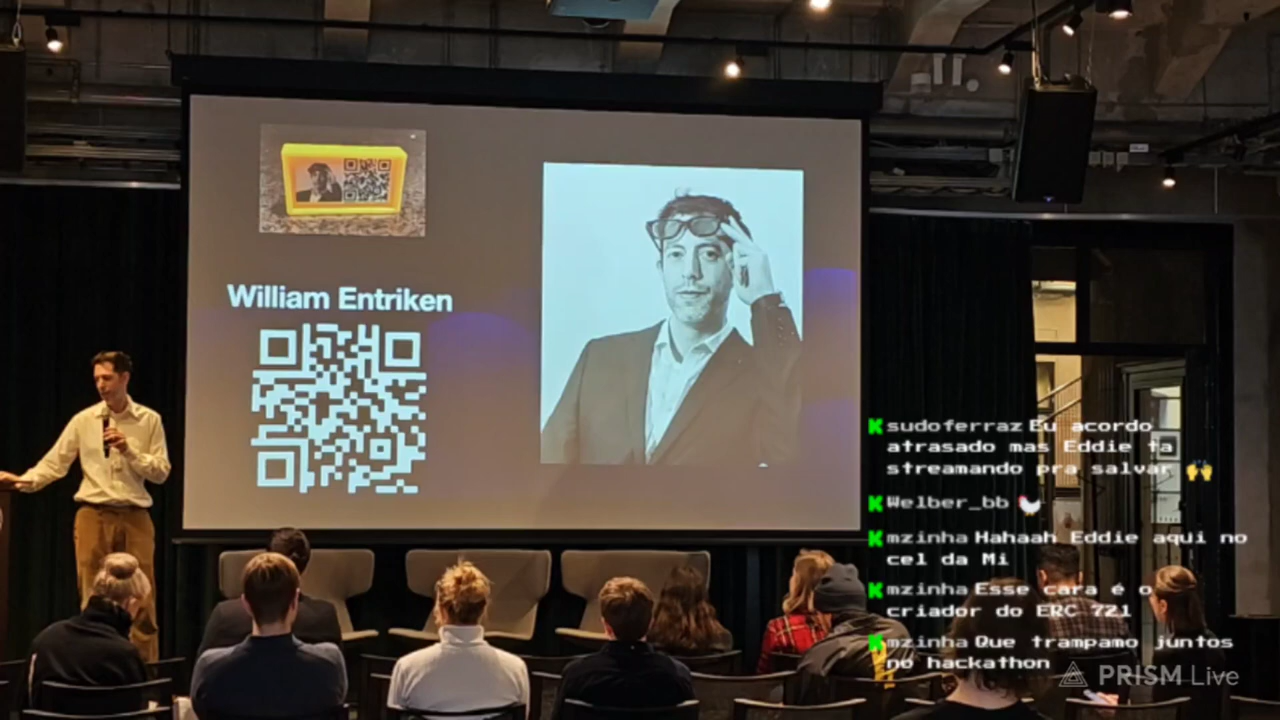 William Entriken
sudoferraz Eu acordo
atrasado mas Eddie ta
streamando pra salvar 🙌
Welber_bb 🐔
mzinha Hahaah Eddie aqui no
cel da Mi
mzinha Esse cara é o
criador do ERC 721
mzinha Que trampamo juntos
no hackathon
PRISM Live